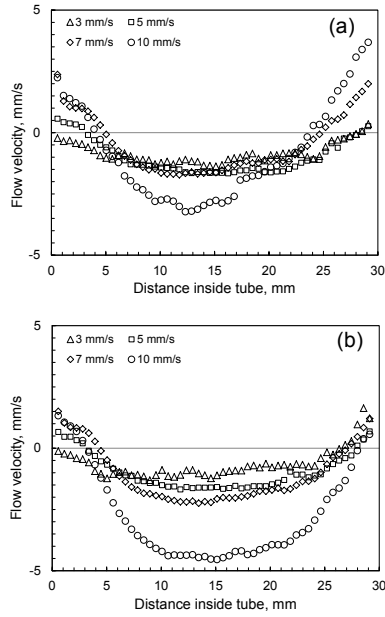 5
(a)
3 mm/s 5 mm/s
7 mm/s 10 mm/s
Flow velocity, mm/s
0
-5
0 5 10 15 20 25 30
Distance inside tube, mm
5
(b)
3 mm/s 5 mm/s
7 mm/s 10 mm/s
Flow velocity, mm/s
0
-5
0 5 10 15 20 25 30
Distance inside tube, mm